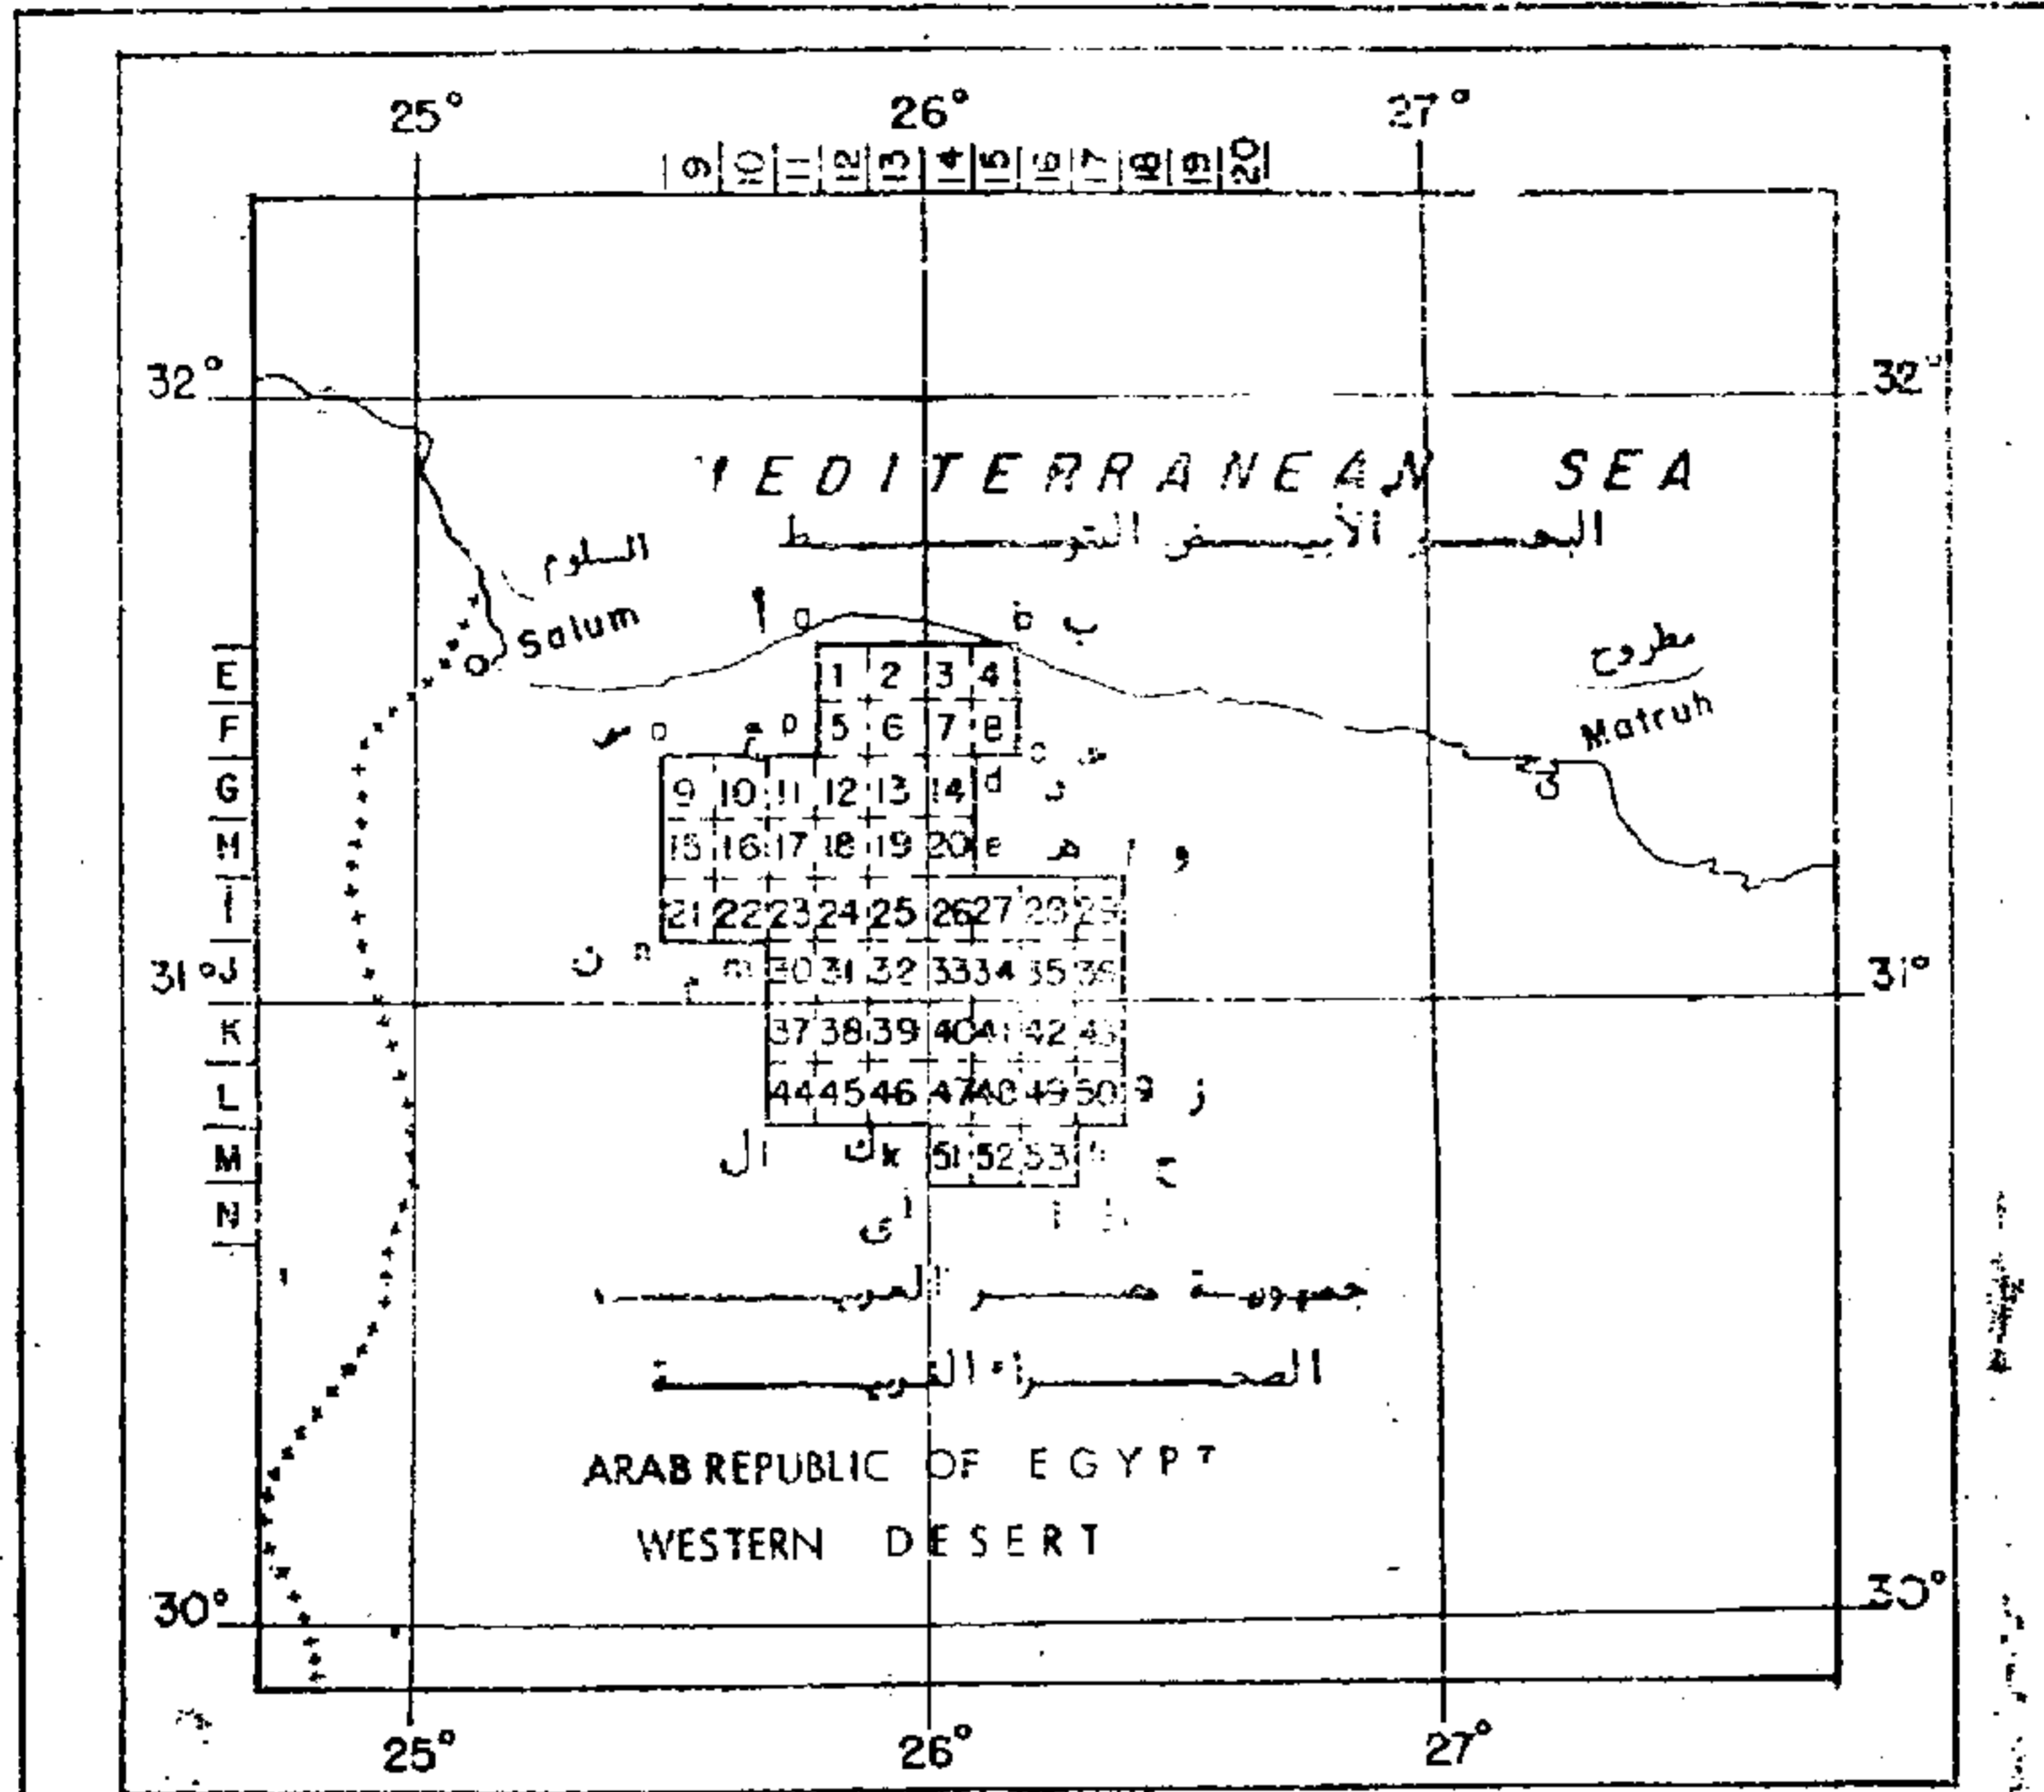 25° 26° 27°
9 10 11 12 13 14 15 16 17 18 19 20
32° 32°
EDITERRANEAN SEA
البحر الأبيض المتوسط
السلوم
Salum
مطروح
Matruh
أ a b ب
E 1 2 3 4
F 5 6 7 8
ص o ع p c
G 9 10 11 12 13 14 d د
H 15 16 17 18 19 20 e هـ و
I 21 22 23 24 25 26 27 28 29
ن n
31° J m م 30 31 32 33 34 35 36 31°
K 37 38 39 40 41 42 43
L 44 45 46 47 48 49 50 g ز
M ل l ك k 51 52 53 h ح
N ى j i ط
جمهورية مصر العربية
الصحراء الغربية
ARAB REPUBLIC OF EGYPT
WESTERN DESERT
30° 30°
25° 26° 27°